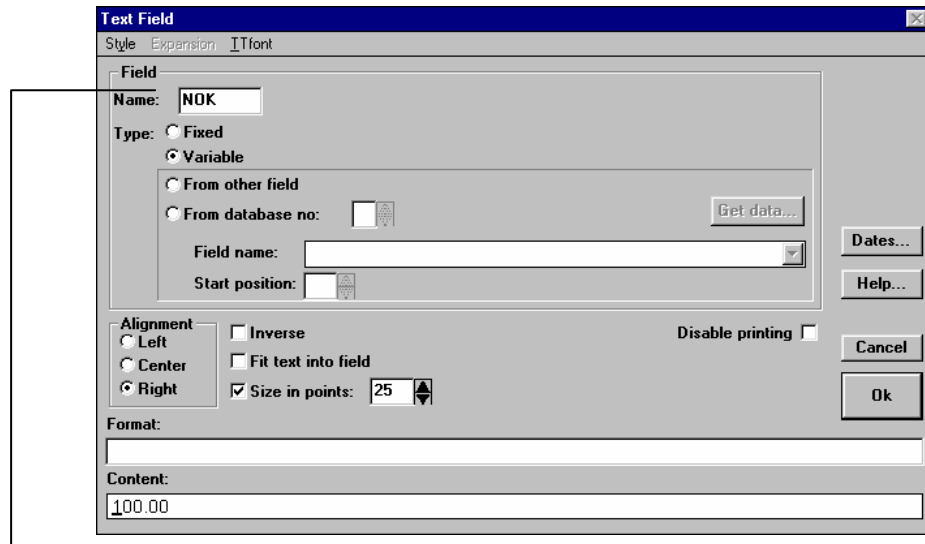 Text Field
Style Expansion TTfont
Field
Name: NOK
Type: Fixed
Variable
From other field
From database no: Get data...
Field name:
Start position:
Dates...
Help...
Alignment
Left
Center
Right
Inverse
Fit text into field
Size in points: 25
Disable printing
Cancel
Ok
Format:
Content:
100.00